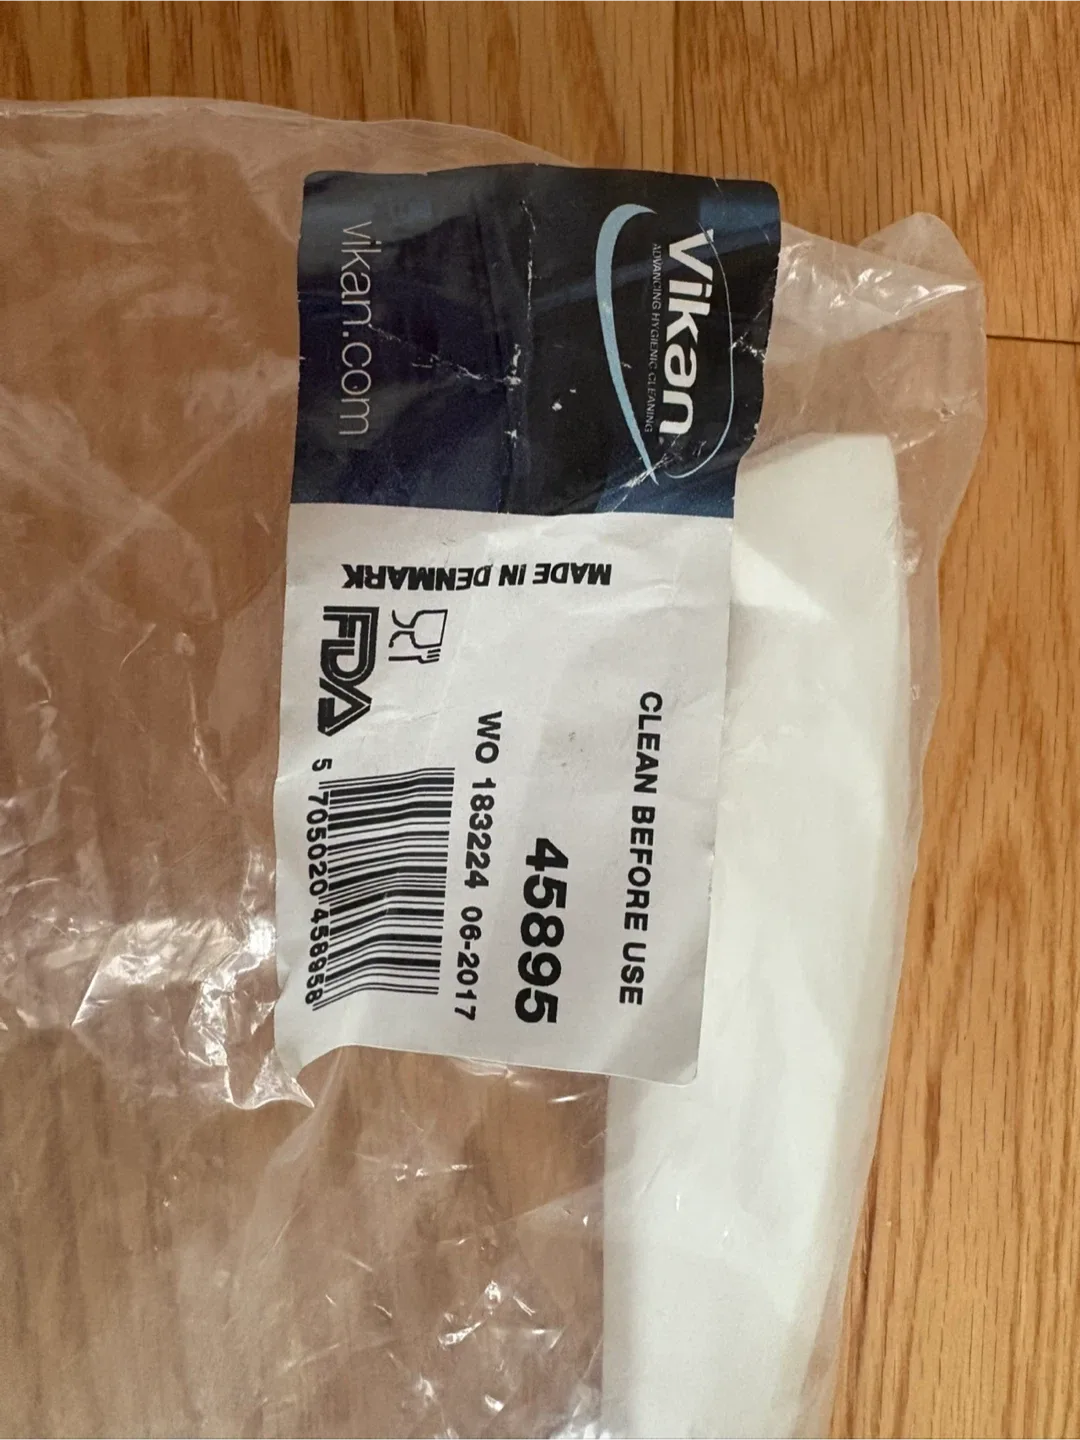 Vikan
ADVANCING HYGIENIC CLEANING
vikan.com
MADE IN DENMARK
FDA
CLEAN BEFORE USE
45895
WO 183224 06-2017
5 705020 458958